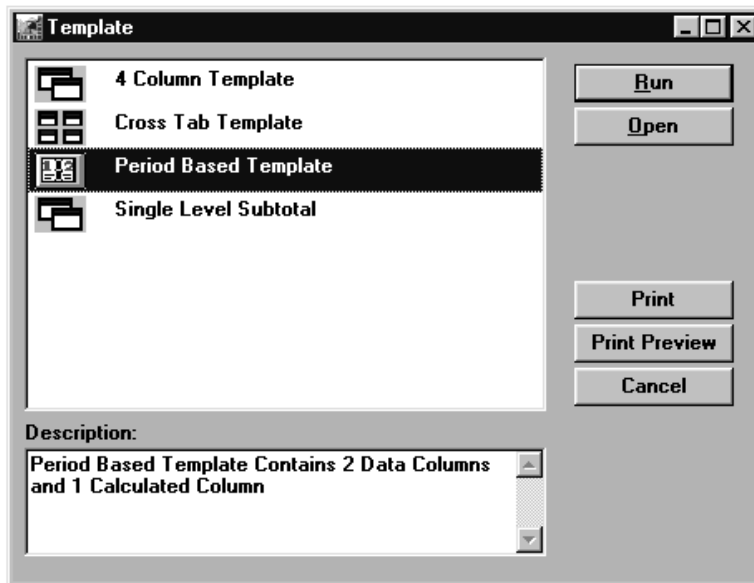 Template
4 Column Template
Cross Tab Template
Period Based Template
Single Level Subtotal
Run
Open
Print
Print Preview
Cancel
Description:
Period Based Template Contains 2 Data Columns
and 1 Calculated Column